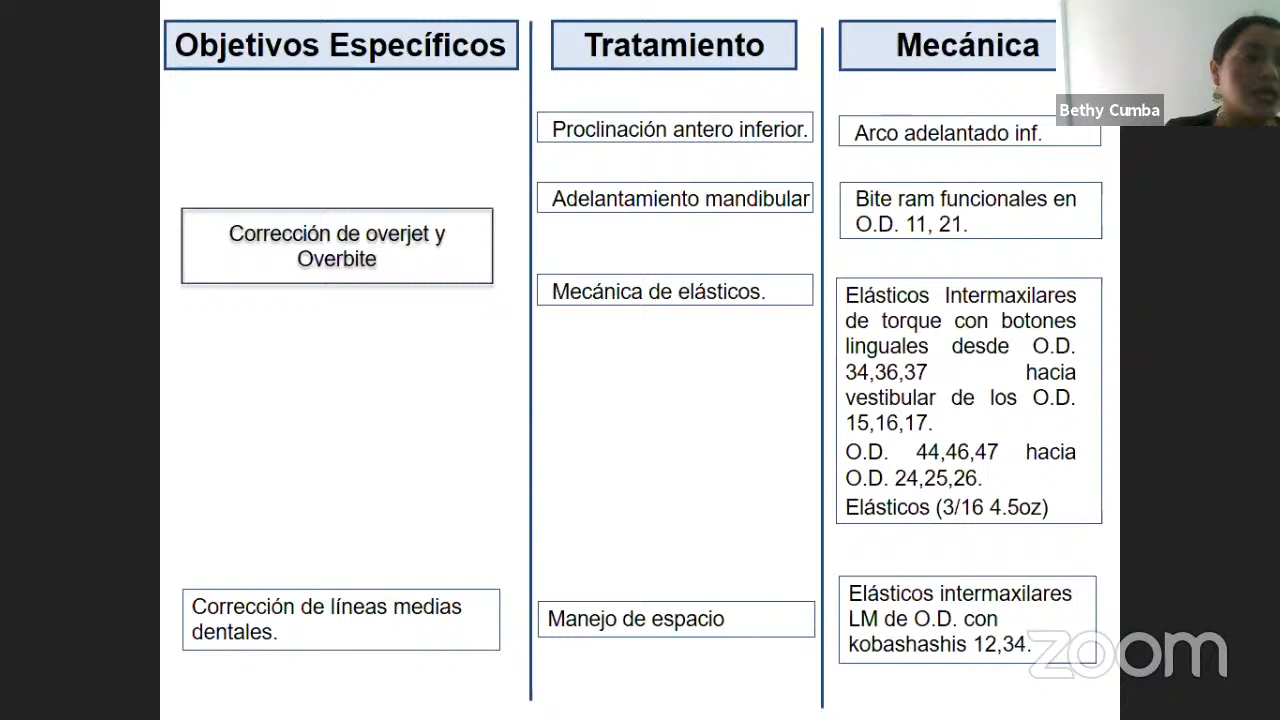 Objetivos Específicos
Tratamiento
Mecánica
Bethy Cumba
Proclinación antero inferior.
Arco adelantado inf.
Corrección de overjet y
Overbite
Adelantamiento mandibular
Bite ram funcionales en
O.D. 11, 21.
Mecánica de elásticos.
Elásticos Intermaxilares
de torque con botones
linguales desde O.D.
34,36,37 hacia
vestibular de los O.D.
15,16,17.
O.D. 44,46,47 hacia
O.D. 24,25,26.
Elásticos (3/16 4.5oz)
Corrección de líneas medias
dentales.
Manejo de espacio
Elásticos intermaxilares
LM de O.D. con
kobashashis 12,34.
zoom